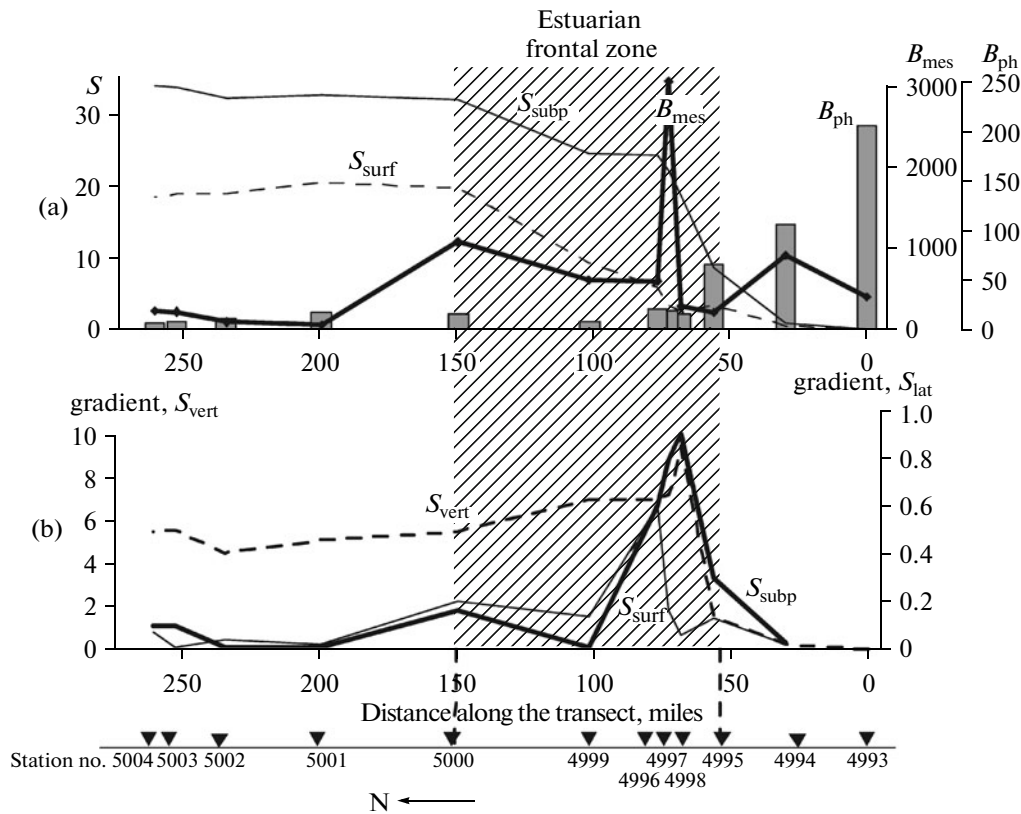 Estuarian
frontal zone
S
B_mes
B_ph
30
20
10
0
3000
2000
1000
0
250
200
150
100
50
0
S_subp
B_mes
B_ph
S_surf
(a)
250 200 150 100 50 0
gradient, S_vert
gradient, S_lat
10
8
6
4
2
0
1.0
0.8
0.6
0.4
0.2
0
S_vert
(b)
S_surf
S_subp
250 200 150 100 50 0
Distance along the transect, miles
Station no. 5004 5003 5002 5001 5000 4999 4997 4995 4994 4993
4996 4998
N